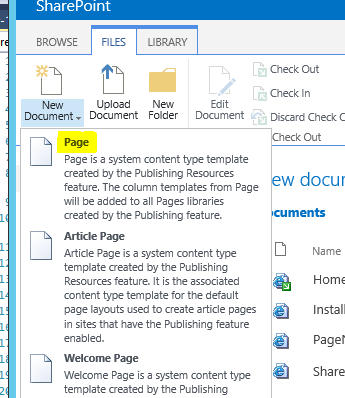 SharePoint
BROWSE FILES LIBRARY
New Document
Upload Document
New Folder
Edit Document
Check Out
Check In
Discard Check O
Check Out
Page
Page is a system content type template
created by the Publishing Resources
feature. The column templates from Page
will be added to all Pages libraries
created by the Publishing feature.
Article Page
Article Page is a system content type
template created by the Publishing
Resources feature. It is the associated
content type template for the default
page layouts used to create article pages
in sites that have the Publishing feature
enabled.
Welcome Page
Welcome Page is a system content type
template created by the Publishing
ew docum
ocuments
Name
Home
Instal
PageN
Share